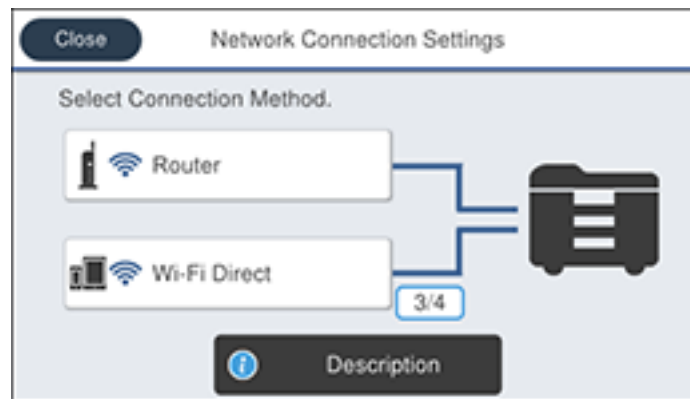 Close
Network Connection Settings
Select Connection Method.
Router
Wi-Fi Direct
3/4
Description